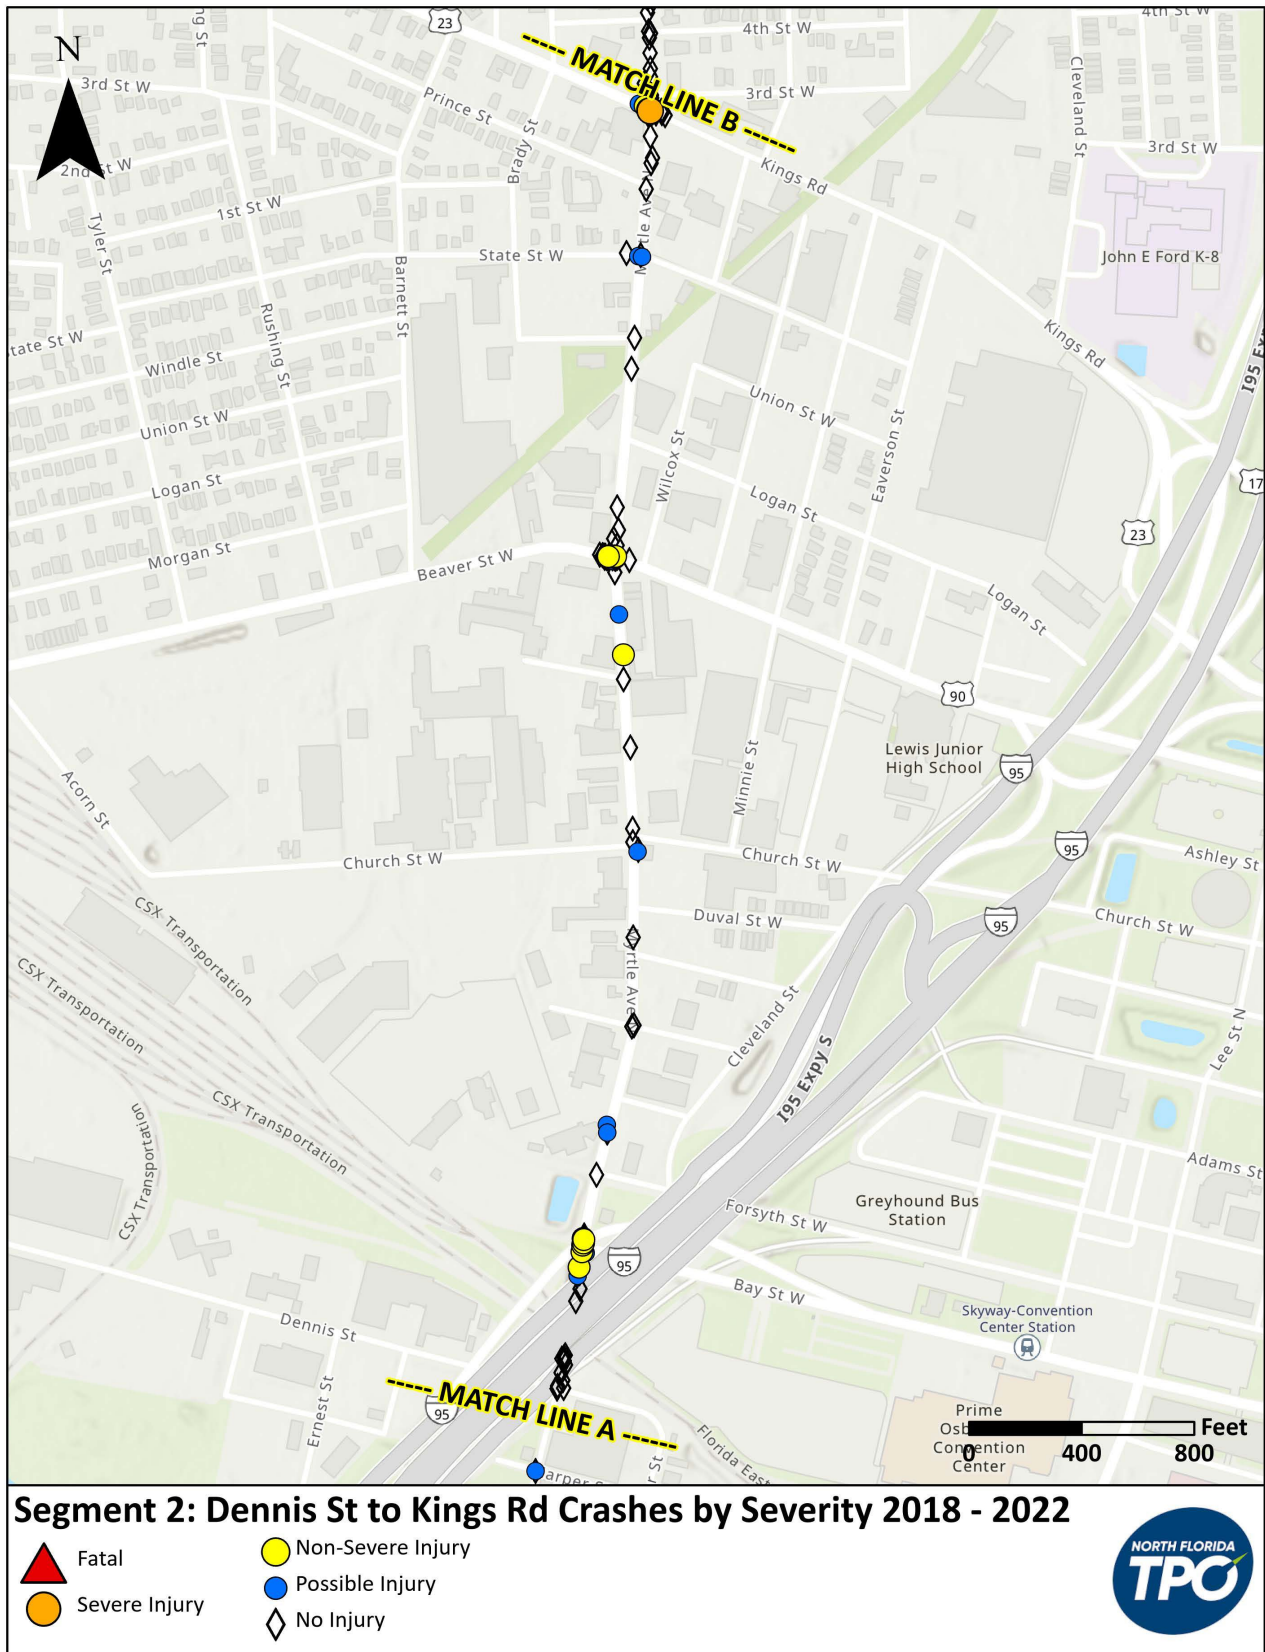 23
4th St W
4th St W
N
3rd St W
Prince St
MATCH LINE B
3rd St W
Cleveland St
3rd St W
2nd St W
Brady St
Kings Rd
1st St W
Tyler St
State St W
Barnett St
John E Ford K-8
Rushing St
Kings Rd
Windle St
Union St W
Union St W
Wilcox St
Eaverson St
Logan St
Logan St
17
23
Morgan St
Beaver St W
Logan St
90
Lewis Junior
High School
95
Acorn St
Minnie St
Church St W
Church St W
95
Ashley St
CSX Transportation
Duval St W
95
Church St W
CSX Transportation
Cleveland St
Lee St N
I95 Expy S
CSX Transportation
CSX Transportation
Adams St
Greyhound Bus
Station
Forsyth St W
95
Bay St W
Dennis St
Skyway-Convention
Center Station
Ernest St
MATCH LINE A
95
Florida East
Prime
Convention
Center
Feet
0 400 800
Segment 2: Dennis St to Kings Rd Crashes by Severity 2018 - 2022
Fatal
Severe Injury
Non-Severe Injury
Possible Injury
No Injury
NORTH FLORIDA
TPO